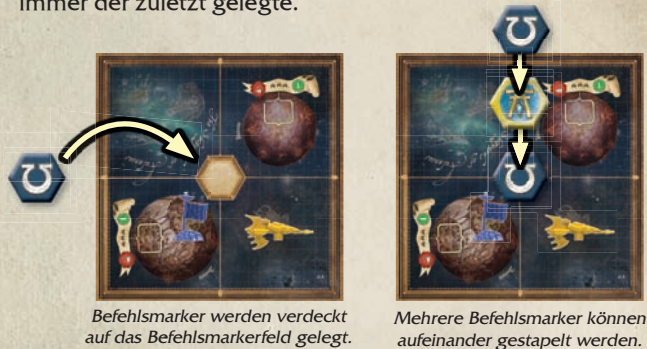 immer der zuletzt gelegte.
Befehlsmarker werden verdeckt
auf das Befehlsmarkerfeld gelegt.
Mehrere Befehlsmarker können
aufeinander gestapelt werden.